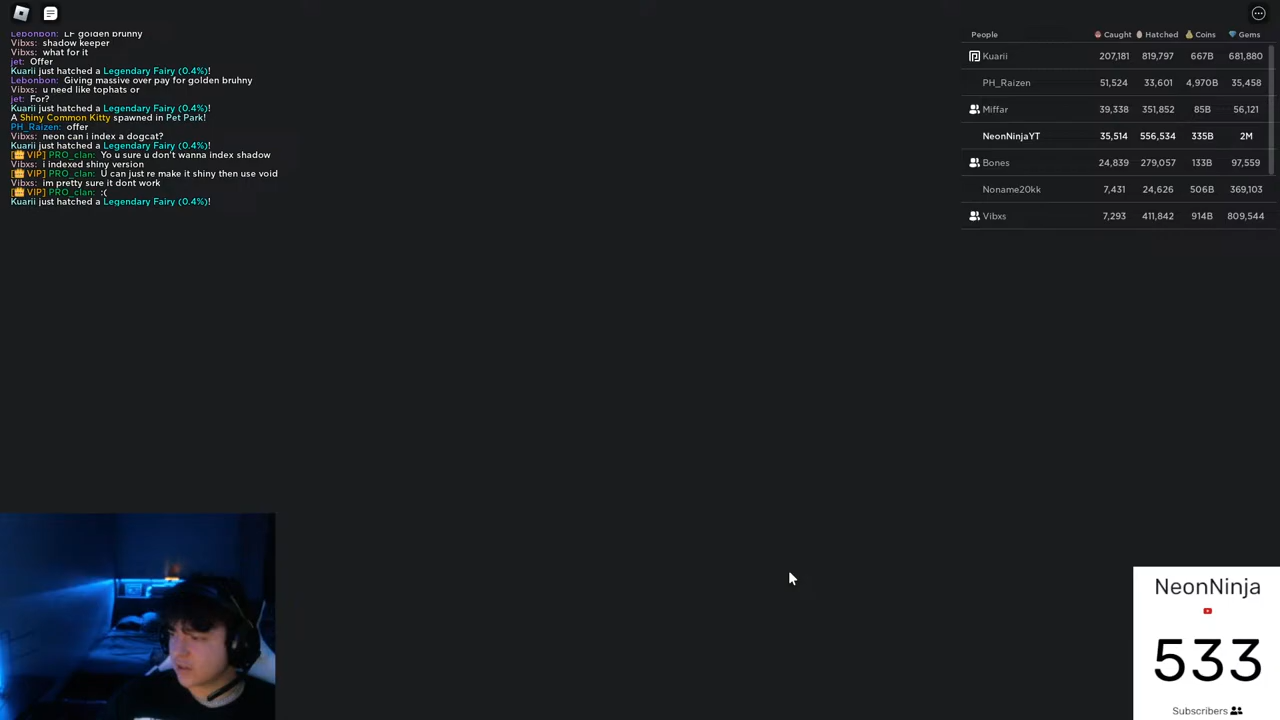 Lebonbon: LF golden bruhny
Vibxs: shadow keeper
Vibxs: what for it
jet: Offer
Kuarii just hatched a Legendary Fairy (0.4%)!
Lebonbon: Giving massive over pay for golden bruhny
Vibxs: u need like tophats or
jet: For?
Kuarii just hatched a Legendary Fairy (0.4%)!
A Shiny Common Kitty spawned in Pet Park!
PH_Raizen: offer
Vibxs: neon can i index a dogcat?
Kuarii just hatched a Legendary Fairy (0.4%)!
[VIP] PRO_clan: Yo u sure u don't wanna index shadow
Vibxs: i indexed shiny version
[VIP] PRO_clan: U can just re make it shiny then use void
Vibxs: im pretty sure it dont work
[VIP] PRO_clan: :(
Kuarii just hatched a Legendary Fairy (0.4%)!
People Caught Hatched Coins Gems
Kuarii 207,181 819,797 667B 681,880
PH_Raizen 51,524 33,601 4,970B 35,458
Miffar 39,338 351,852 85B 56,121
NeonNinjaYT 35,514 556,534 335B 2M
Bones 24,839 279,057 133B 97,559
Noname20kk 7,431 24,626 506B 369,103
Vibxs 7,293 411,842 914B 809,544
NeonNinja
533
Subscribers